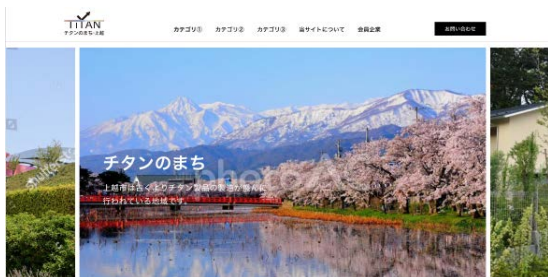 TITAN
チタンのまち・上越
カテゴリ① カテゴリ② カテゴリ③ 当サイトについて 会員企業
お問い合わせ
チタンのまち
photo
上越市は古くよりチタン製品の製造が盛んに
行われている地域です。